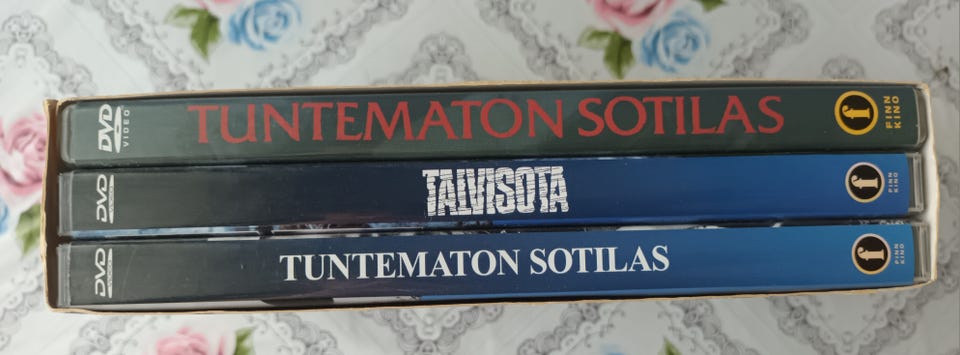 DVD
VIDEO
TUNTEMATON SOTILAS
f
FINN
KINO
DVD
TALVISOTA
f
FINN
KINO
DVD
TUNTEMATON SOTILAS
f
FINN
KINO